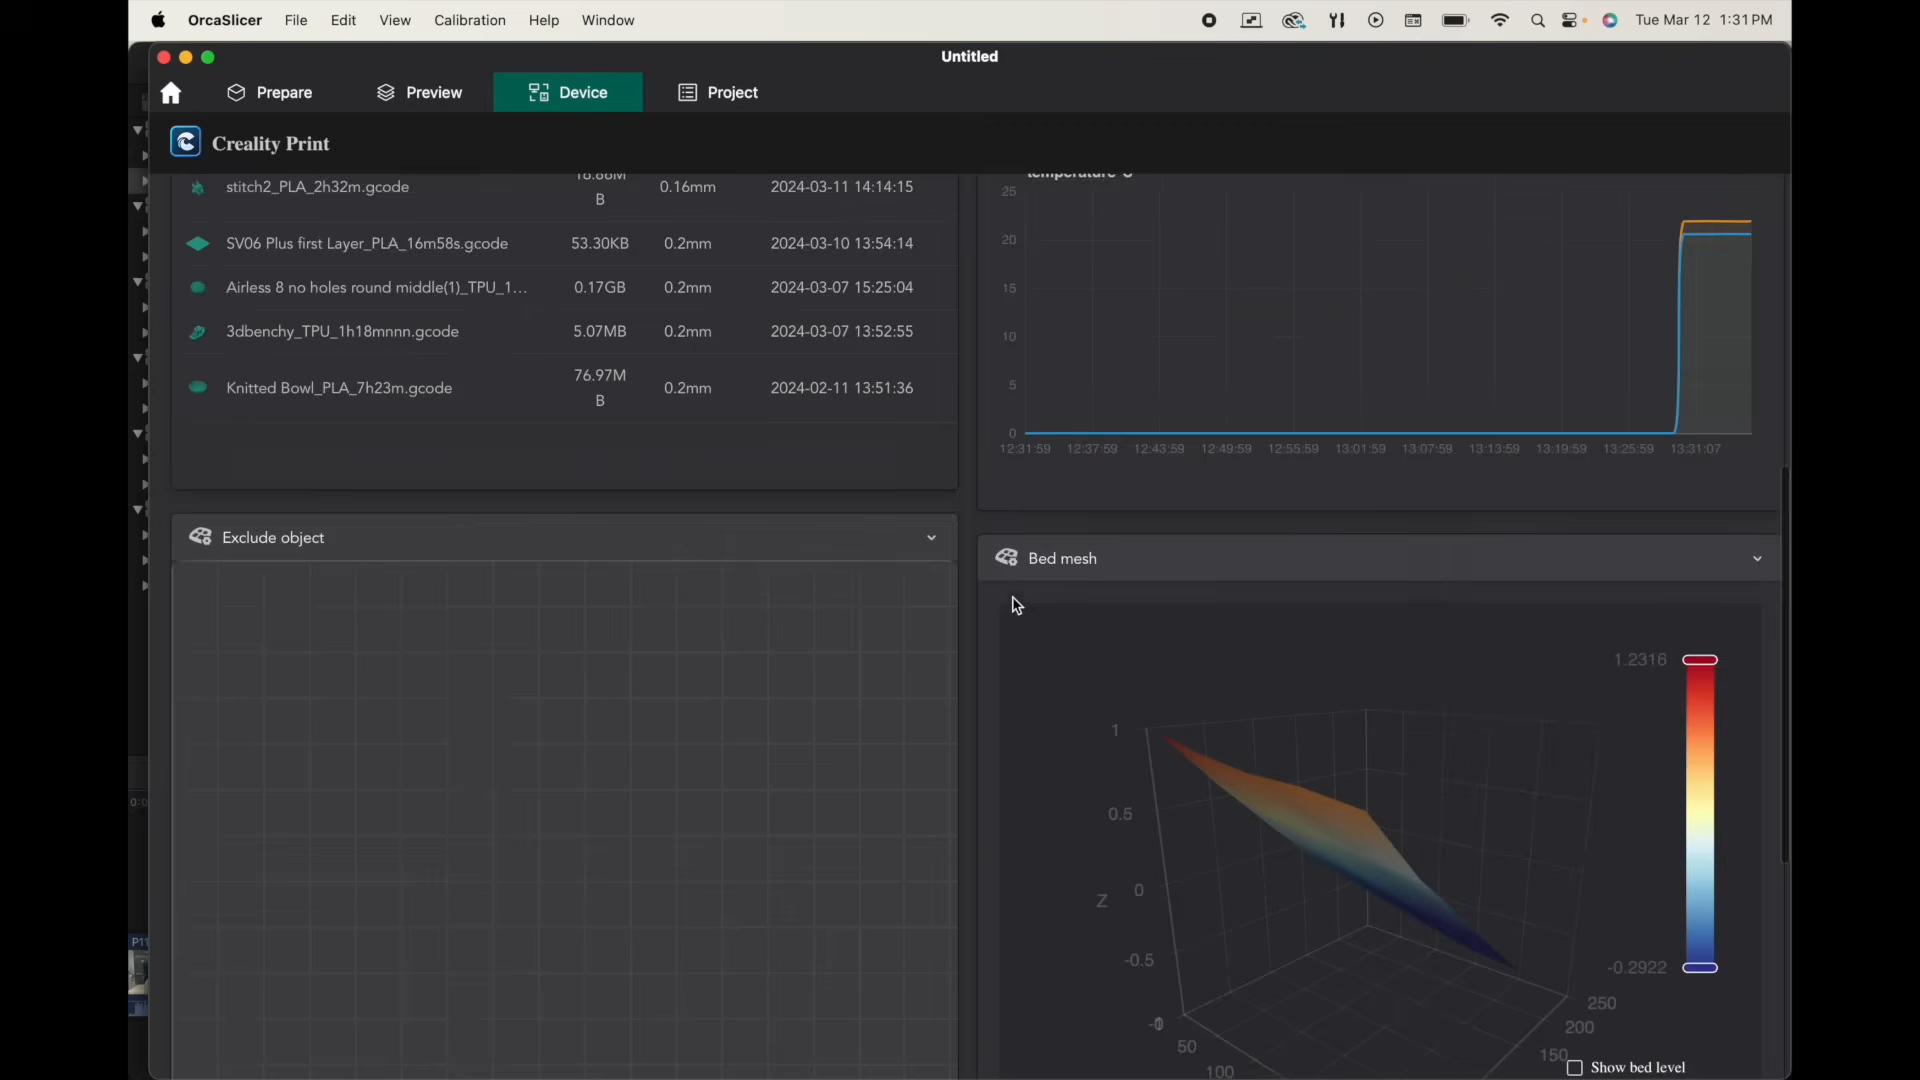 OrcaSlicer File Edit View Calibration Help Window Tue Mar 12 1:31 PM
Untitled
Prepare Preview Device Project
Creality Print
stitch2_PLA_2h32m.gcode 16.66M B 0.16mm 2024-03-11 14:14:15
SV06 Plus first Layer_PLA_16m58s.gcode 53.30KB 0.2mm 2024-03-10 13:54:14
Airless 8 no holes round middle(1)_TPU_1... 0.17GB 0.2mm 2024-03-07 15:25:04
3dbenchy_TPU_1h18mnnn.gcode 5.07MB 0.2mm 2024-03-07 13:52:55
Knitted Bowl_PLA_7h23m.gcode 76.97M B 0.2mm 2024-02-11 13:51:36
temperature °C
25
20
15
10
5
0
12:31:59 12:37:59 12:43:59 12:49:59 12:55:59 13:01:59 13:07:59 13:13:59 13:19:59 13:25:59 13:31:07
Exclude object
Bed mesh
1.2316
1
0.5
0
Z
-0.5
-0.2922
250
200
150
50
100
Show bed level
P11
0:0